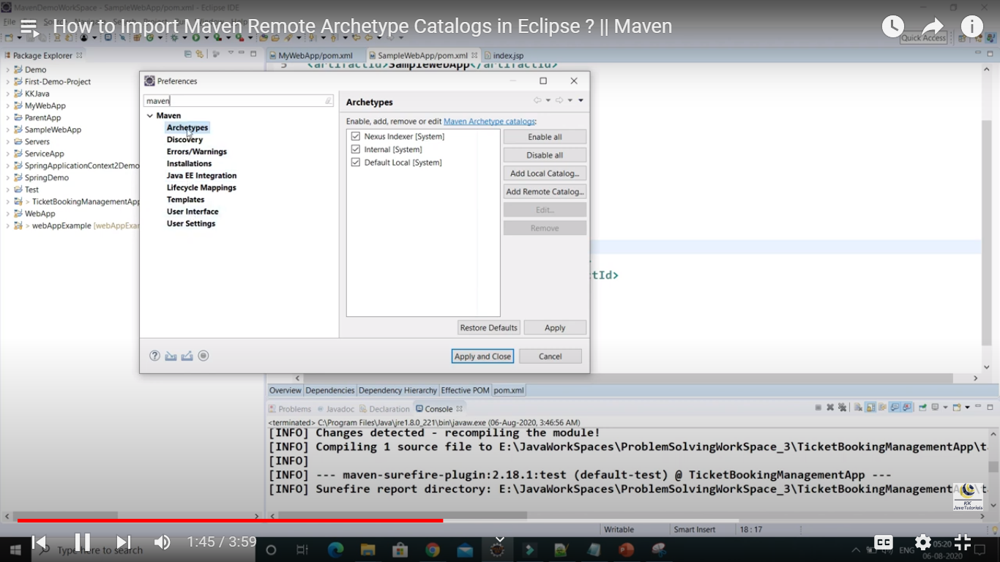 MavenDemoWorkSpace - SampleWebApp/pom.xml - Eclipse IDE
How to Import Maven Remote Archetype Catalogs in Eclipse ? || Maven
Quick Access
Package Explorer
MyWebApp/pom.xml
SampleWebApp/pom.xml
index.jsp
5 <artifactId>SampleWebApp</artifactId>
Demo
First-Demo-Project
KKJava
MyWebApp
ParentApp
SampleWebApp
Servers
ServiceApp
SpringApplicationContext2Demo
SpringDemo
Test
> TicketBookingManagementApp
WebApp
> webAppExample [webAppExar
Preferences
maven
Maven
Archetypes
Discovery
Errors/Warnings
Installations
Java EE Integration
Lifecycle Mappings
Templates
User Interface
User Settings
Archetypes
Enable, add, remove or edit Maven Archetype catalogs:
Nexus Indexer [System]
Internal [System]
Default Local [System]
Enable all
Disable all
Add Local Catalog...
Add Remote Catalog...
Edit...
Remove
Restore Defaults
Apply
Apply and Close
Cancel
ctId>
Overview Dependencies Dependency Hierarchy Effective POM pom.xml
Problems Javadoc Declaration Console
<terminated> C:\Program Files\Java\jre1.8.0_221\bin\javaw.exe (06-Aug-2020, 3:46:56 AM)
[INFO] Changes detected - recompiling the module!
[INFO] Compiling 1 source file to E:\JavaWorkSpaces\ProblemSolvingWorkSpace_3\TicketBookingManagementApp\t
[INFO]
[INFO] --- maven-surefire-plugin:2.18.1:test (default-test) @ TicketBookingManagementApp ---
[INFO] Surefire report directory: E:\JavaWorkSpaces\ProblemSolvingWorkSpace_3\TicketBookingManagementApp\t
KK
JavaTutorials
Writable
Smart Insert
18 : 17
1:45 / 3:59
Type here to search
CC
ENG
05:20
06-08-2020